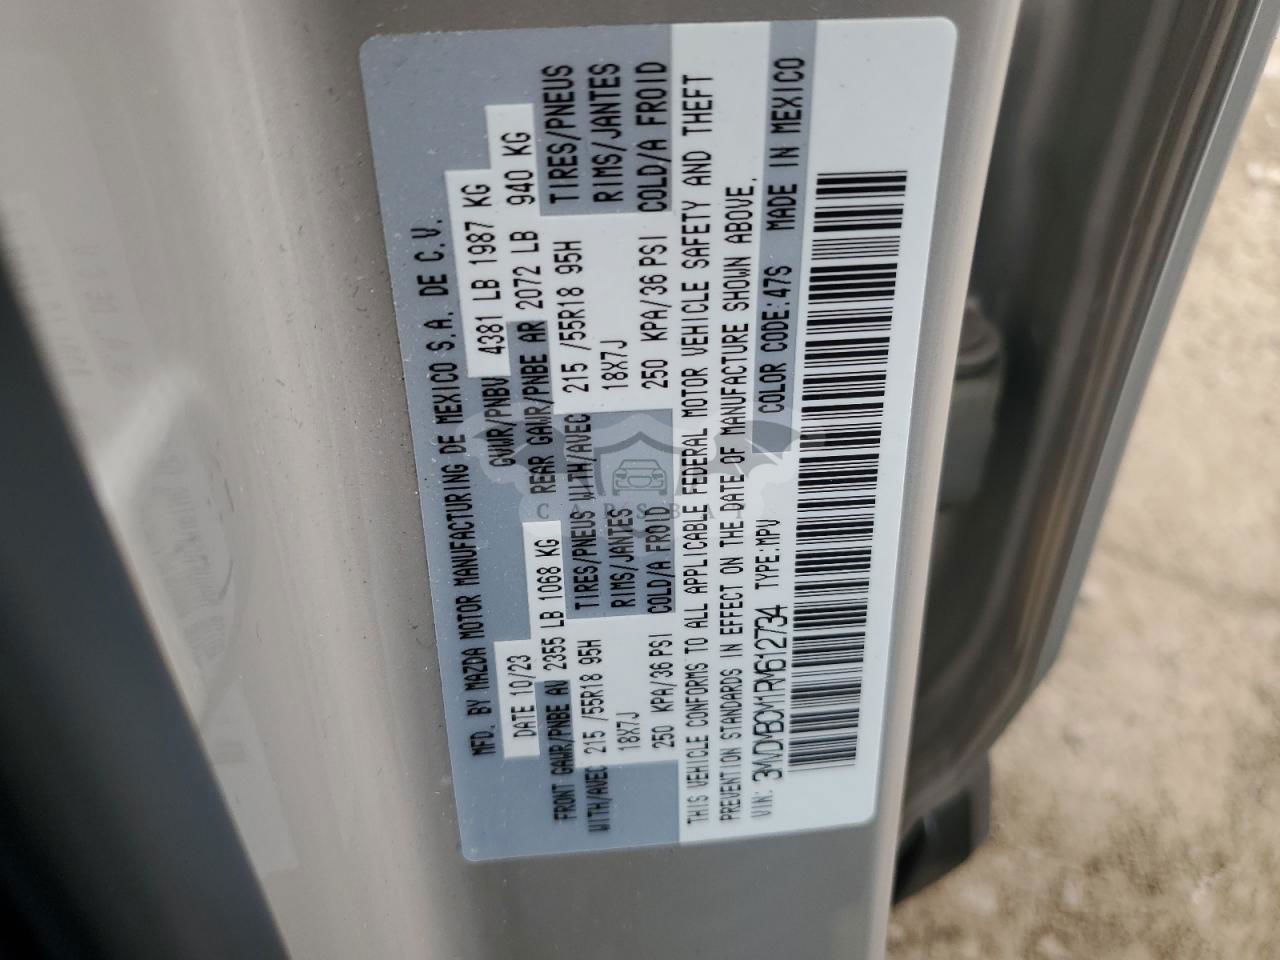 MFD. BY MAZDA MOTOR MANUFACTURING DE MEXICO S.A. DE C.V.
DATE 10/23 GVWR/PNBV 4381 LB 1987 KG
FRONT GAWR/PNBE AV 2355 LB 1068 KG REAR GAWR/PNBE AR 2072 LB 940 KG
WITH/AVEC 215 /55R18 95H TIRES/PNEUS WITH/AVEC 215 /55R18 95H TIRES/PNEUS
18X7J RIMS/JANTES 18X7J RIMS/JANTES
250 KPA/36 PSI COLD/A FROID 250 KPA/36 PSI COLD/A FROID
THIS VEHICLE CONFORMS TO ALL APPLICABLE FEDERAL MOTOR VEHICLE SAFETY AND THEFT
PREVENTION STANDARDS IN EFFECT ON THE DATE OF MANUFACTURE SHOWN ABOVE.
VIN: 3MVDMBDM1RM612734 TYPE:MPV COLOR CODE:47S MADE IN MEXICO